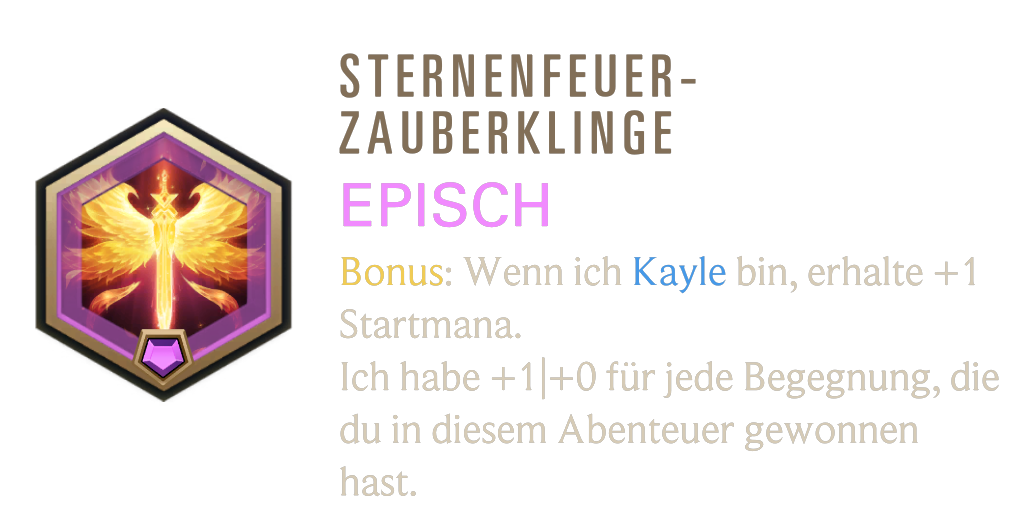 STERNENFEUER-
ZAUBERKLINGE
EPISCH
Bonus: Wenn ich Kayle bin, erhalte +1
Startmana.
Ich habe +1|+0 für jede Begegnung, die
du in diesem Abenteuer gewonnen
hast.